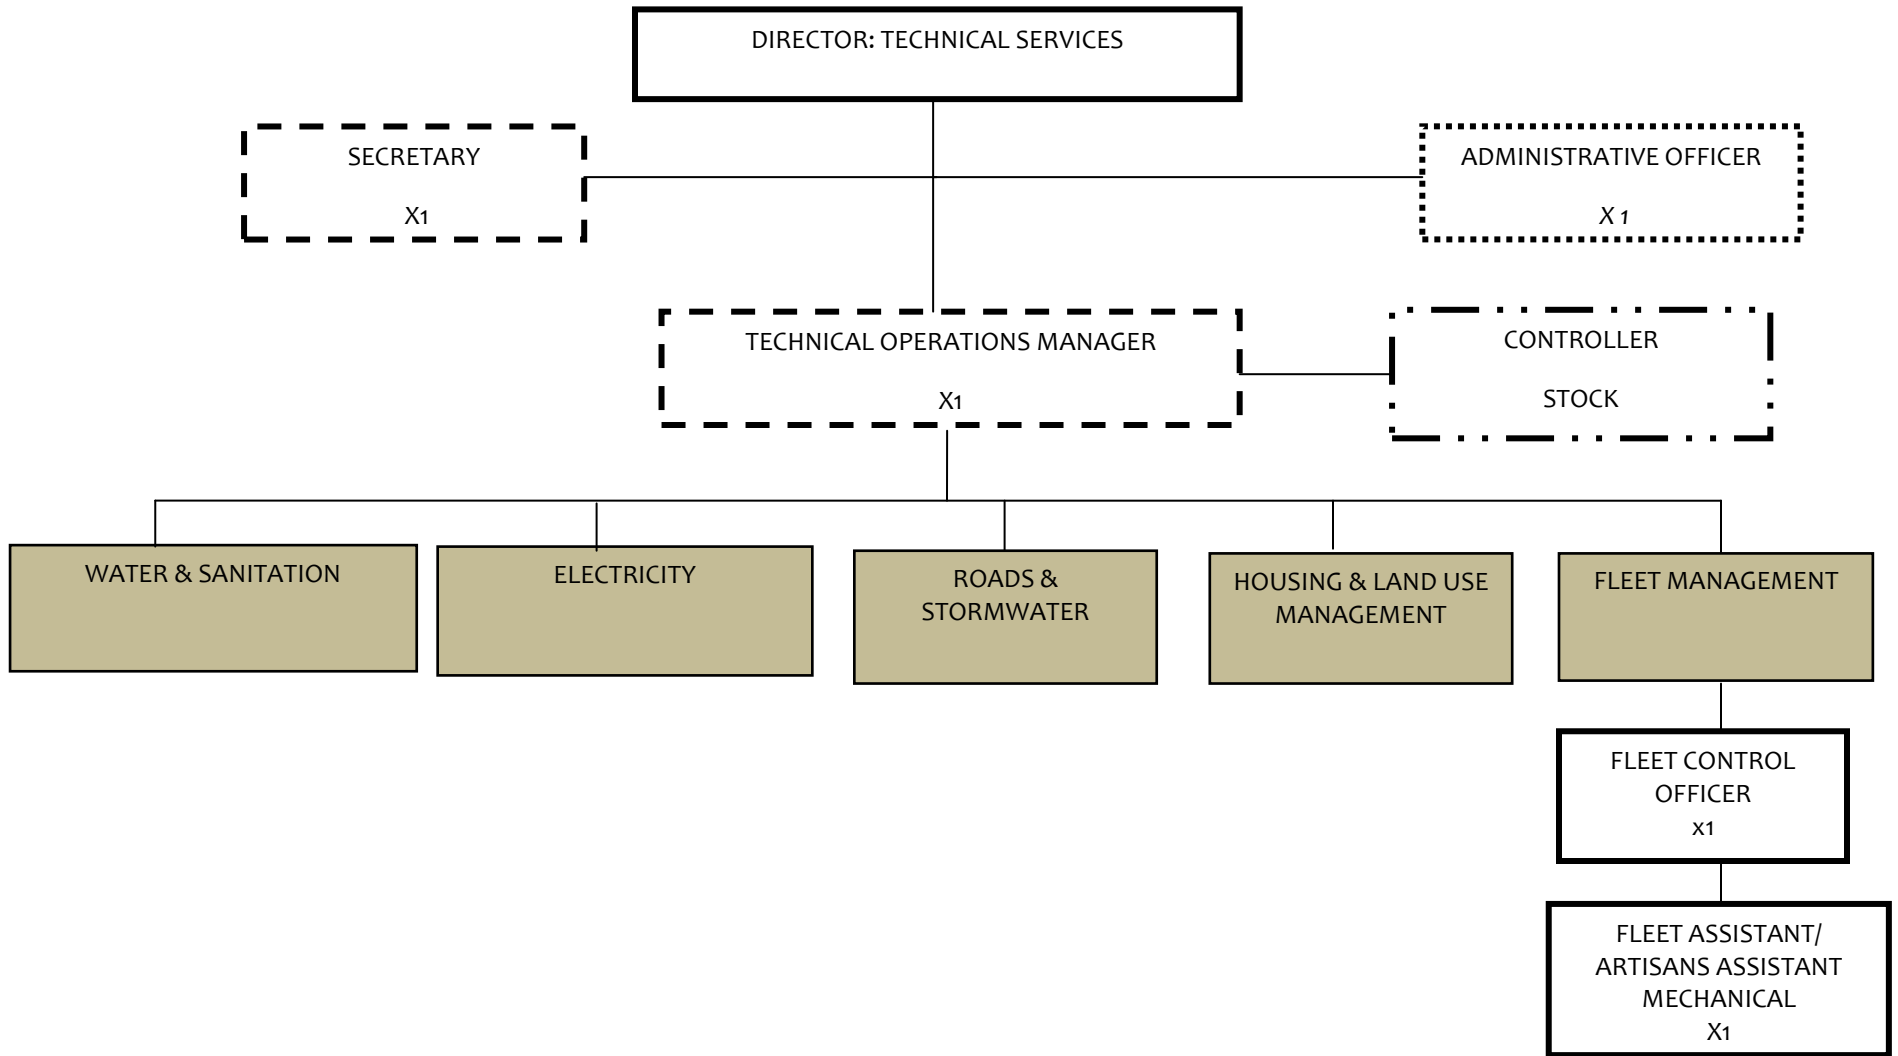 DIRECTOR: TECHNICAL SERVICES
SECRETARY
X1
ADMINISTRATIVE OFFICER
X 1
TECHNICAL OPERATIONS MANAGER
X1
CONTROLLER
STOCK
WATER & SANITATION
ELECTRICITY
ROADS &
STORMWATER
HOUSING & LAND USE
MANAGEMENT
FLEET MANAGEMENT
FLEET CONTROL
OFFICER
x1
FLEET ASSISTANT/
ARTISANS ASSISTANT
MECHANICAL
X1